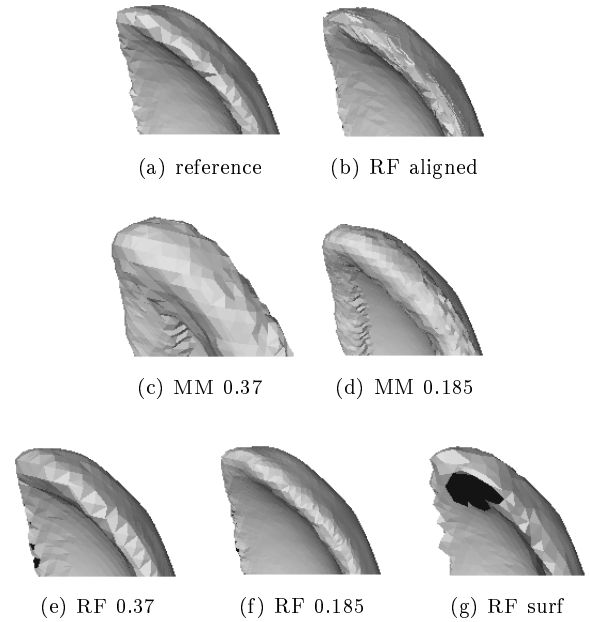 (a) reference
(b) RF aligned
(c) MM 0.37
(d) MM 0.185
(e) RF 0.37
(f) RF 0.185
(g) RF surf